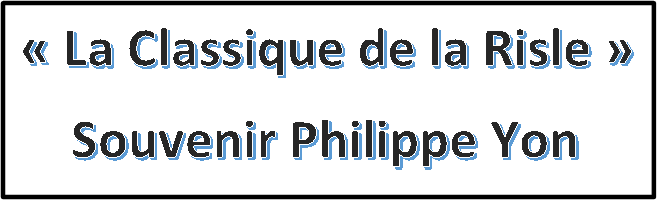 « La Classique de la Risle »
Souvenir Philippe Yon